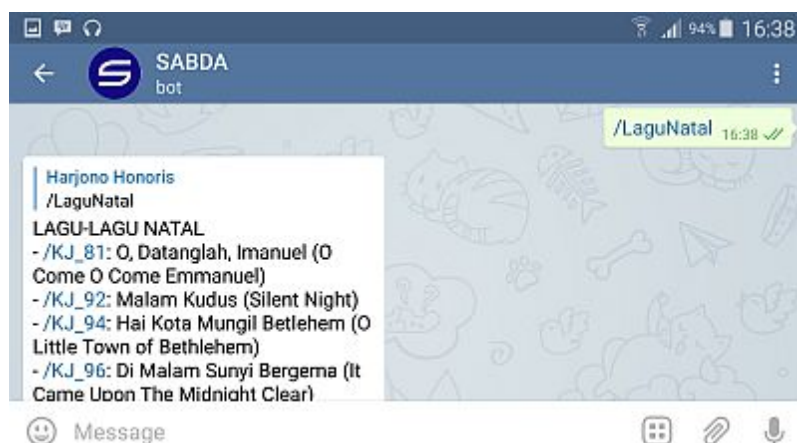 94% 16:38
SABDA
bot
/LaguNatal 16:38
Harjono Honoris
/LaguNatal
LAGU-LAGU NATAL
- /KJ_81: O, Datanglah, Imanuel (O
Come O Come Emmanuel)
- /KJ_92: Malam Kudus (Silent Night)
- /KJ_94: Hai Kota Mungil Betlehem (O
Little Town of Bethlehem)
- /KJ_96: Di Malam Sunyi Bergema (It
Came Upon The Midnight Clear)
Message